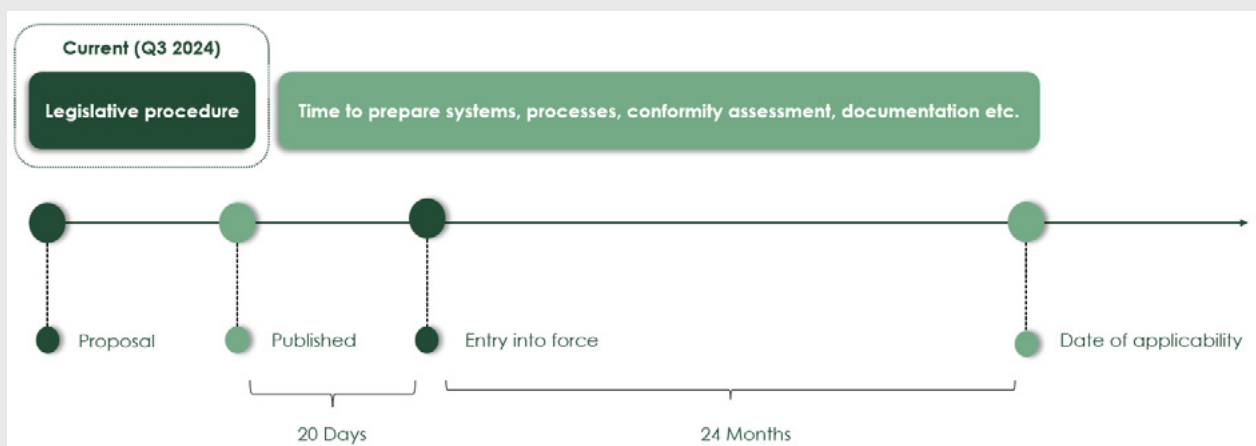 Current (Q3 2024)
Legislative procedure
Time to prepare systems, processes, conformity assessment, documentation etc.
Proposal
Published
Entry into force
Date of applicability
20 Days
24 Months